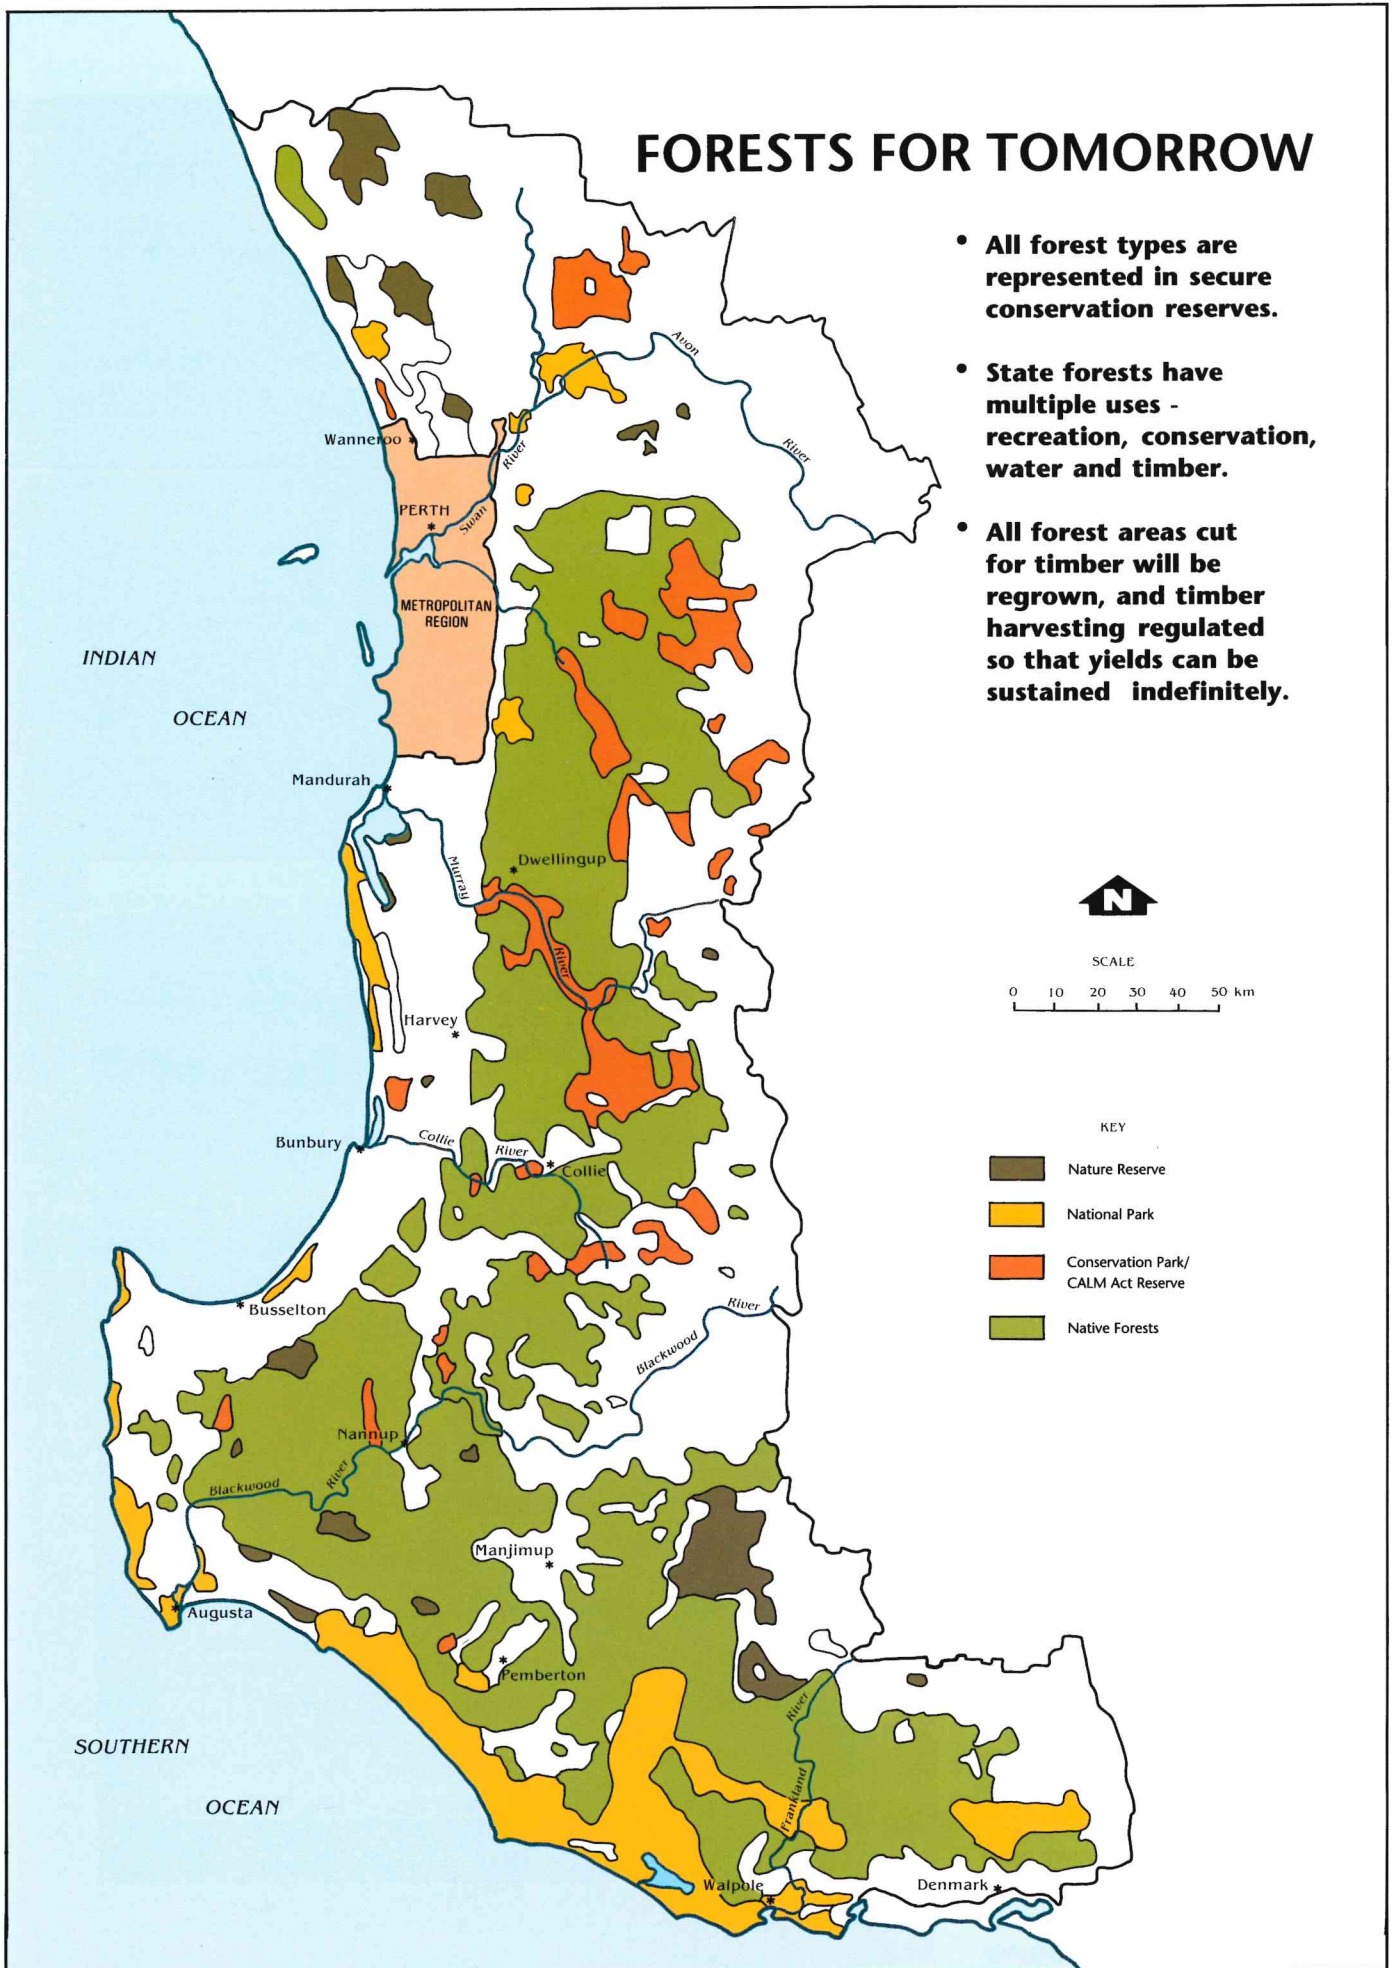 FORESTS FOR TOMORROW
• All forest types are
represented in secure
conservation reserves.
• State forests have
multiple uses -
recreation, conservation,
water and timber.
• All forest areas cut
for timber will be
regrown, and timber
harvesting regulated
so that yields can be
sustained indefinitely.
Avon
River
Wanneroo
River
PERTH
Swan
METROPOLITAN
REGION
INDIAN
OCEAN
Mandurah
Murray
Dwellingup
River
N
SCALE
0 10 20 30 40 50 km
Harvey
Bunbury
Collie
River
Collie
KEY
Nature Reserve
National Park
Conservation Park/
CALM Act Reserve
Native Forests
Busselton
River
Blackwood
Nannup
Blackwood
River
Manjimup
Augusta
Pemberton
River
Frankland
SOUTHERN
OCEAN
Walpole
Denmark